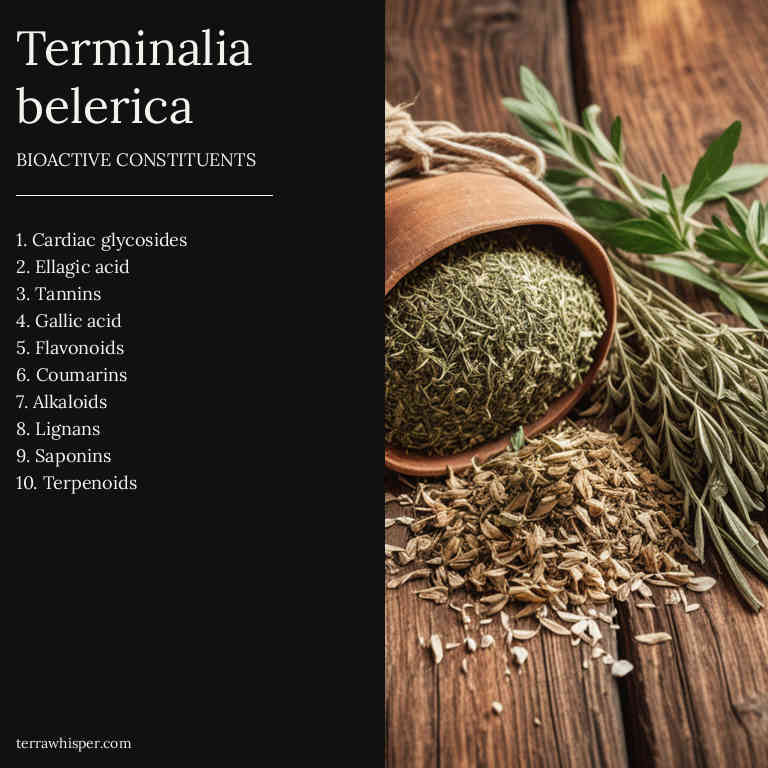 Terminalia
belerica
BIOACTIVE CONSTITUENTS
1. Cardiac glycosides
2. Ellagic acid
3. Tannins
4. Gallic acid
5. Flavonoids
6. Coumarins
7. Alkaloids
8. Lignans
9. Saponins
10. Terpenoids
terrawhisper.com